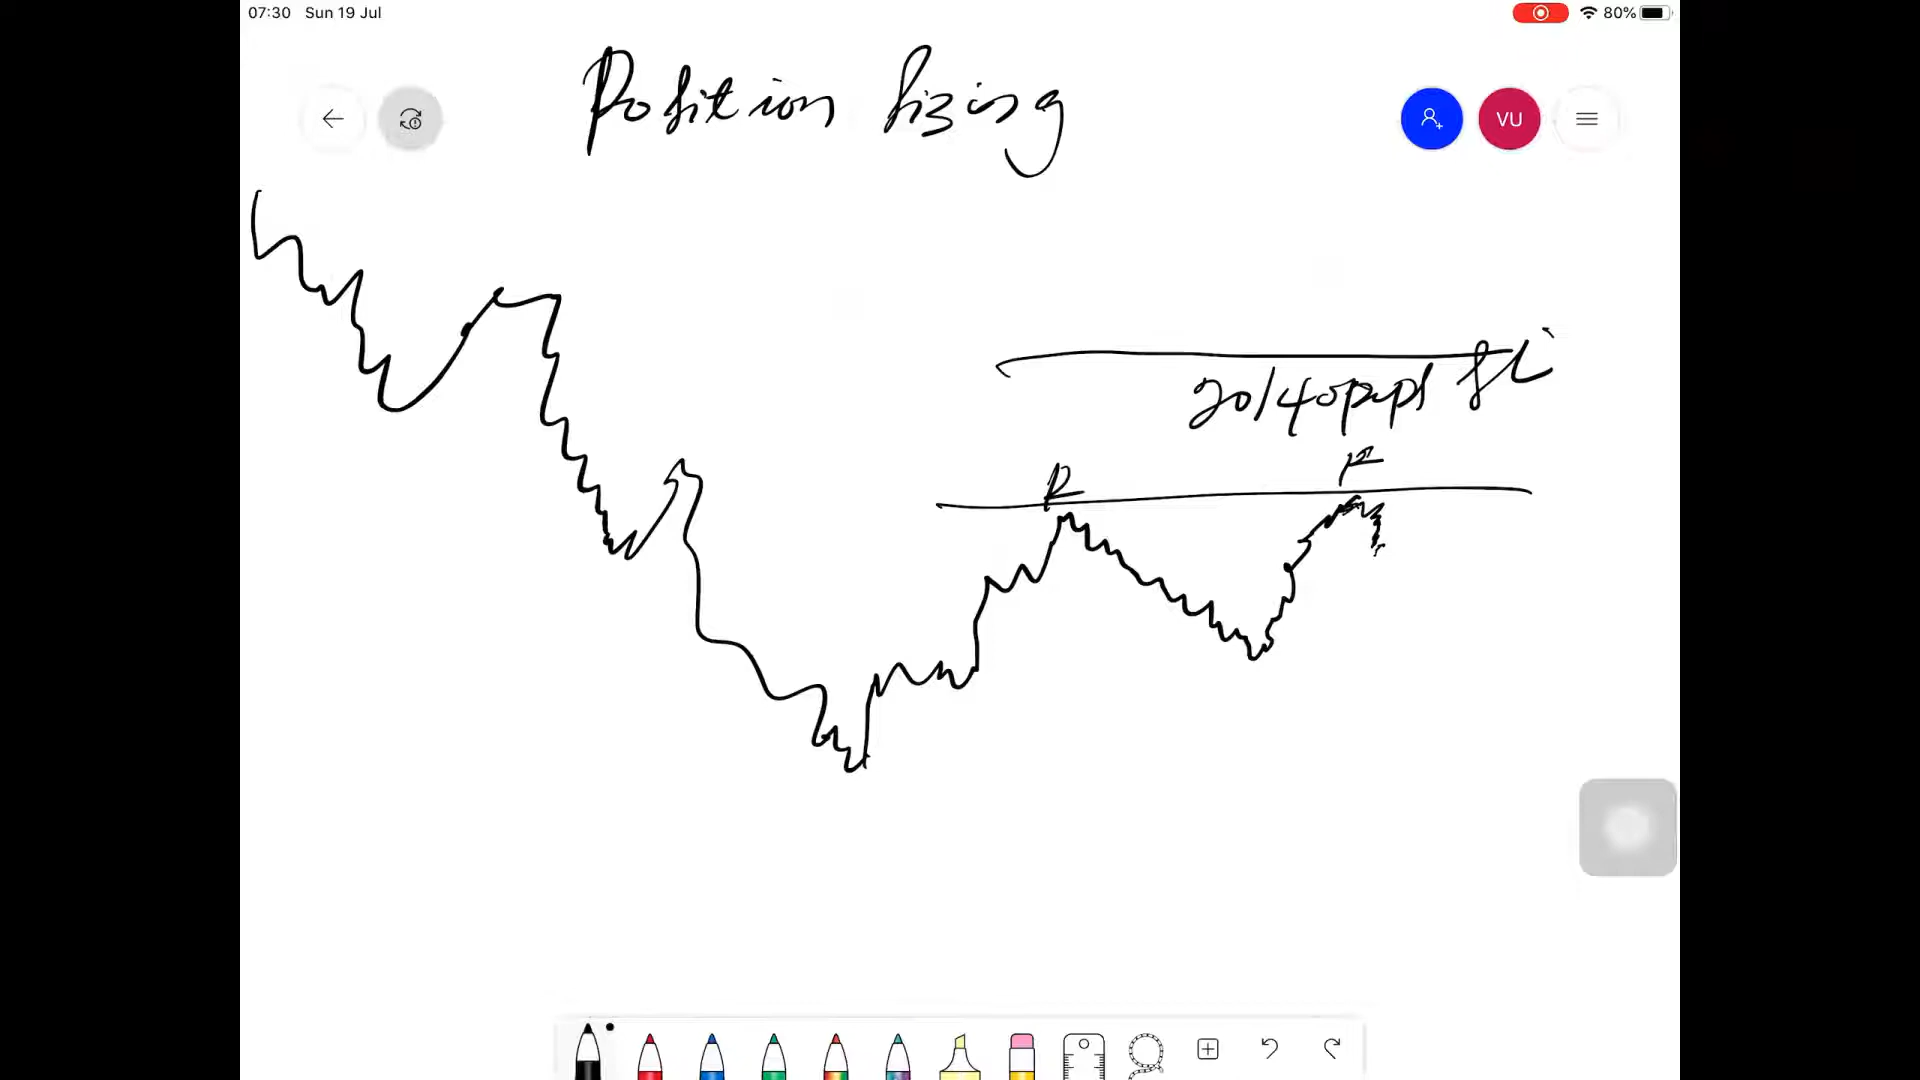 07:30 Sun 19 Jul 80%
Position Sizing
VU
20/40pips SL
R R